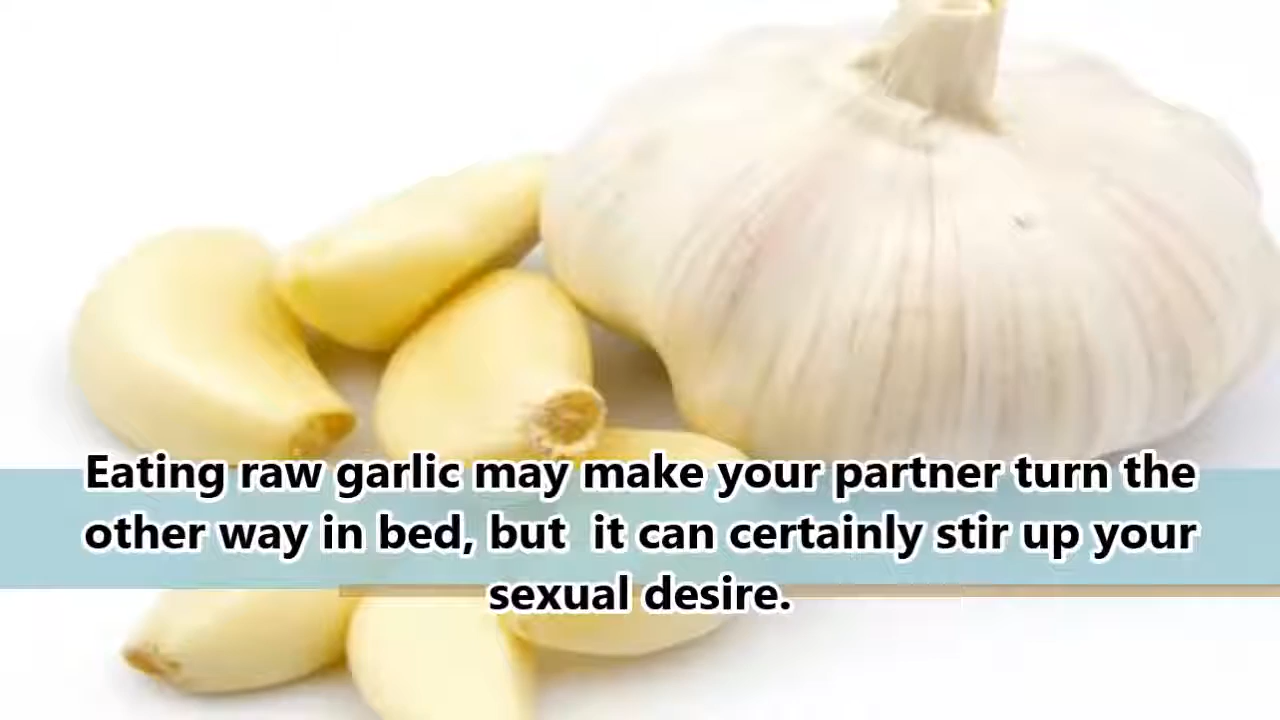 Eating raw garlic may make your partner turn the
other way in bed, but  it can certainly stir up your
sexual desire.